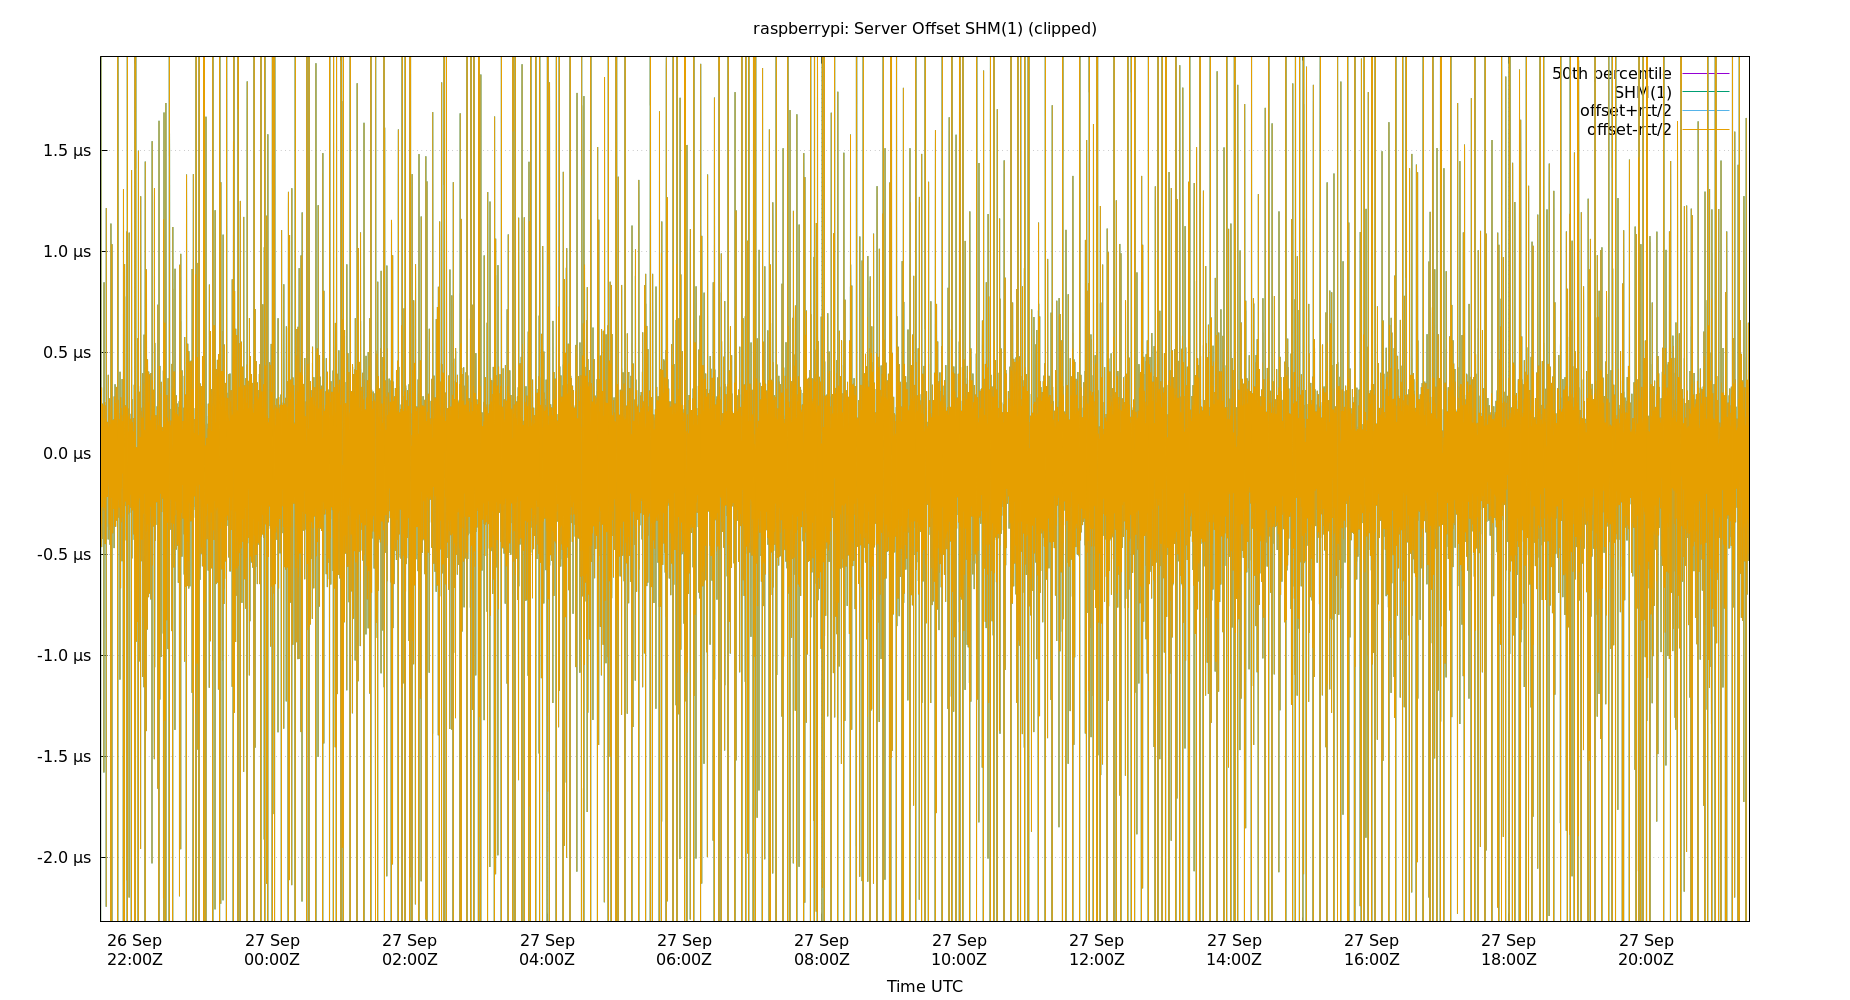 raspberrypi: Server Offset SHM(1) (clipped)
50th percentile
SHM(1)
offset+rtt/2
offset-rtt/2
1.5 µs
1.0 µs
0.5 µs
0.0 µs
-0.5 µs
-1.0 µs
-1.5 µs
-2.0 µs
26 Sep 27 Sep 27 Sep 27 Sep 27 Sep 27 Sep 27 Sep 27 Sep 27 Sep 27 Sep 27 Sep 27 Sep
22:00Z 00:00Z 02:00Z 04:00Z 06:00Z 08:00Z 10:00Z 12:00Z 14:00Z 16:00Z 18:00Z 20:00Z
Time UTC